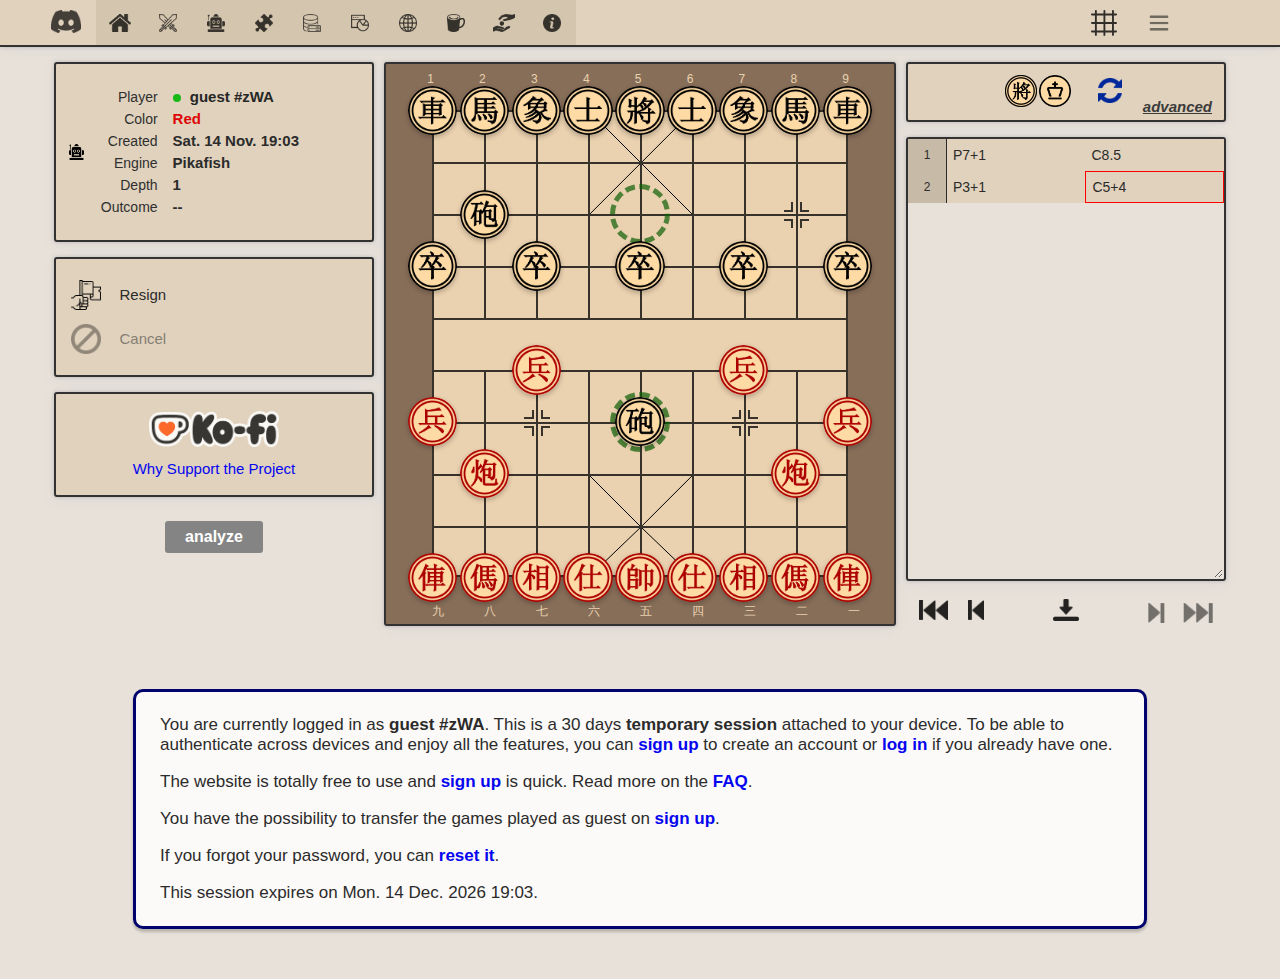 Player guest #zWA
Color Red
Created Sat. 14 Nov. 19:03
Engine Pikafish
Depth 1
Outcome --
Resign
Cancel
Ko-fi
Why Support the Project
analyze
1 2 3 4 5 6 7 8 9
車 馬 象 士 將 士 象 馬 車
砲
卒 卒 卒 卒 卒
兵 兵
兵 砲 兵
炮 炮
俥 傌 相 仕 帥 仕 相 傌 俥
九 八 七 六 五 四 三 二 一
將
advanced
1 P7+1 C8.5
2 P3+1 C5+4
You are currently logged in as guest #zWA. This is a 30 days temporary session attached to your device. To be able to
authenticate across devices and enjoy all the features, you can sign up to create an account or log in if you already have one.
The website is totally free to use and sign up is quick. Read more on the FAQ.
You have the possibility to transfer the games played as guest on sign up.
If you forgot your password, you can reset it.
This session expires on Mon. 14 Dec. 2026 19:03.